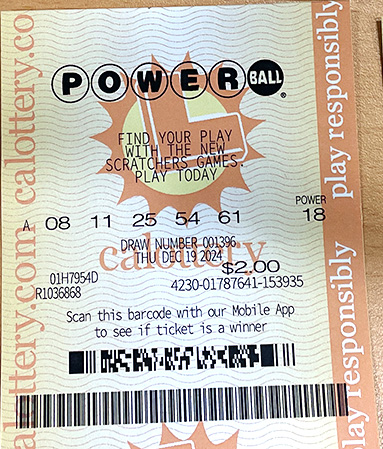 POWERBALL®
FIND YOUR PLAY
WITH THE NEW
SCRATCHERS GAMES.
PLAY TODAY
POWER
A 08 11 25 54 61 18
DRAW NUMBER 001396
THU DEC 19 2024
calottery
$2.00
01H7954D 4230-01787641-153935
R1036868
Scan this barcode with our Mobile App
to see if ticket is a winner
calottery.com calottery.co
play responsibly play responsibly